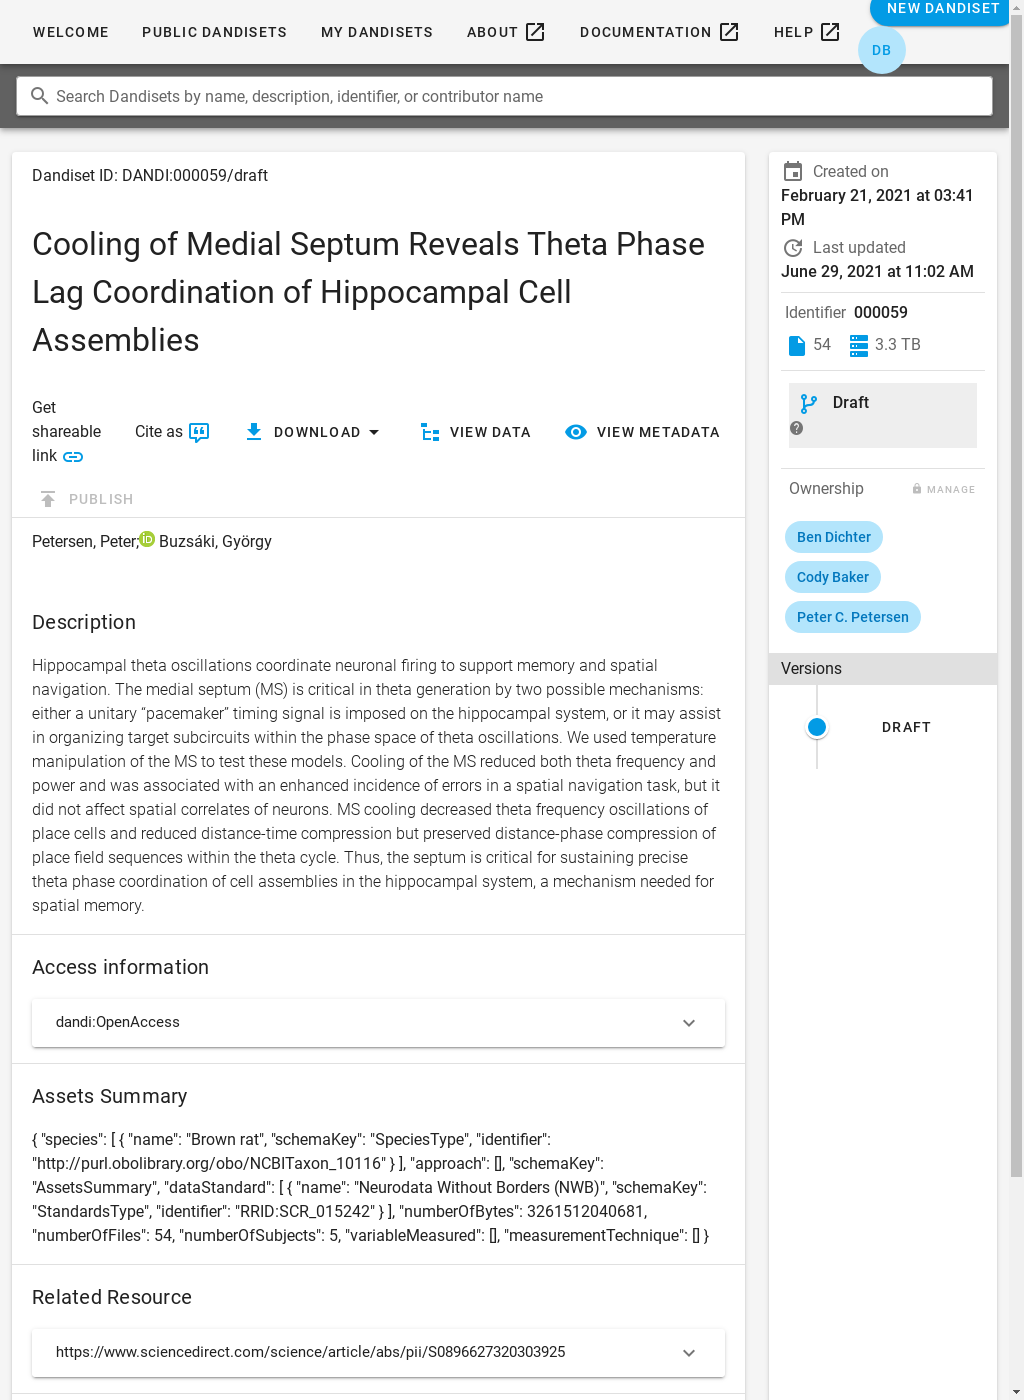 WELCOME
PUBLIC DANDISETS
MY DANDISETS
ABOUT
DOCUMENTATION
HELP
NEW DANDISET
DB
Search Dandisets by name, description, identifier, or contributor name
Dandiset ID: DANDI:000059/draft
Cooling of Medial Septum Reveals Theta Phase
Lag Coordination of Hippocampal Cell
Assemblies
Get
shareable
link
Cite as
DOWNLOAD
VIEW DATA
VIEW METADATA
PUBLISH
Petersen, Peter; iD Buzsáki, György
Description
Hippocampal theta oscillations coordinate neuronal firing to support memory and spatial
navigation. The medial septum (MS) is critical in theta generation by two possible mechanisms:
either a unitary “pacemaker” timing signal is imposed on the hippocampal system, or it may assist
in organizing target subcircuits within the phase space of theta oscillations. We used temperature
manipulation of the MS to test these models. Cooling of the MS reduced both theta frequency and
power and was associated with an enhanced incidence of errors in a spatial navigation task, but it
did not affect spatial correlates of neurons. MS cooling decreased theta frequency oscillations of
place cells and reduced distance-time compression but preserved distance-phase compression of
place field sequences within the theta cycle. Thus, the septum is critical for sustaining precise
theta phase coordination of cell assemblies in the hippocampal system, a mechanism needed for
spatial memory.
Access information
dandi:OpenAccess
Assets Summary
{ "species": [ { "name": "Brown rat", "schemaKey": "SpeciesType", "identifier":
"http://purl.obolibrary.org/obo/NCBITaxon_10116" } ], "approach": [], "schemaKey":
"AssetsSummary", "dataStandard": [ { "name": "Neurodata Without Borders (NWB)", "schemaKey":
"StandardsType", "identifier": "RRID:SCR_015242" } ], "numberOfBytes": 3261512040681,
"numberOfFiles": 54, "numberOfSubjects": 5, "variableMeasured": [], "measurementTechnique": [] }
Related Resource
https://www.sciencedirect.com/science/article/abs/pii/S0896627320303925
Created on
February 21, 2021 at 03:41
PM
Last updated
June 29, 2021 at 11:02 AM
Identifier 000059
54 3.3 TB
Draft
?
Ownership
MANAGE
Ben Dichter
Cody Baker
Peter C. Petersen
Versions
DRAFT